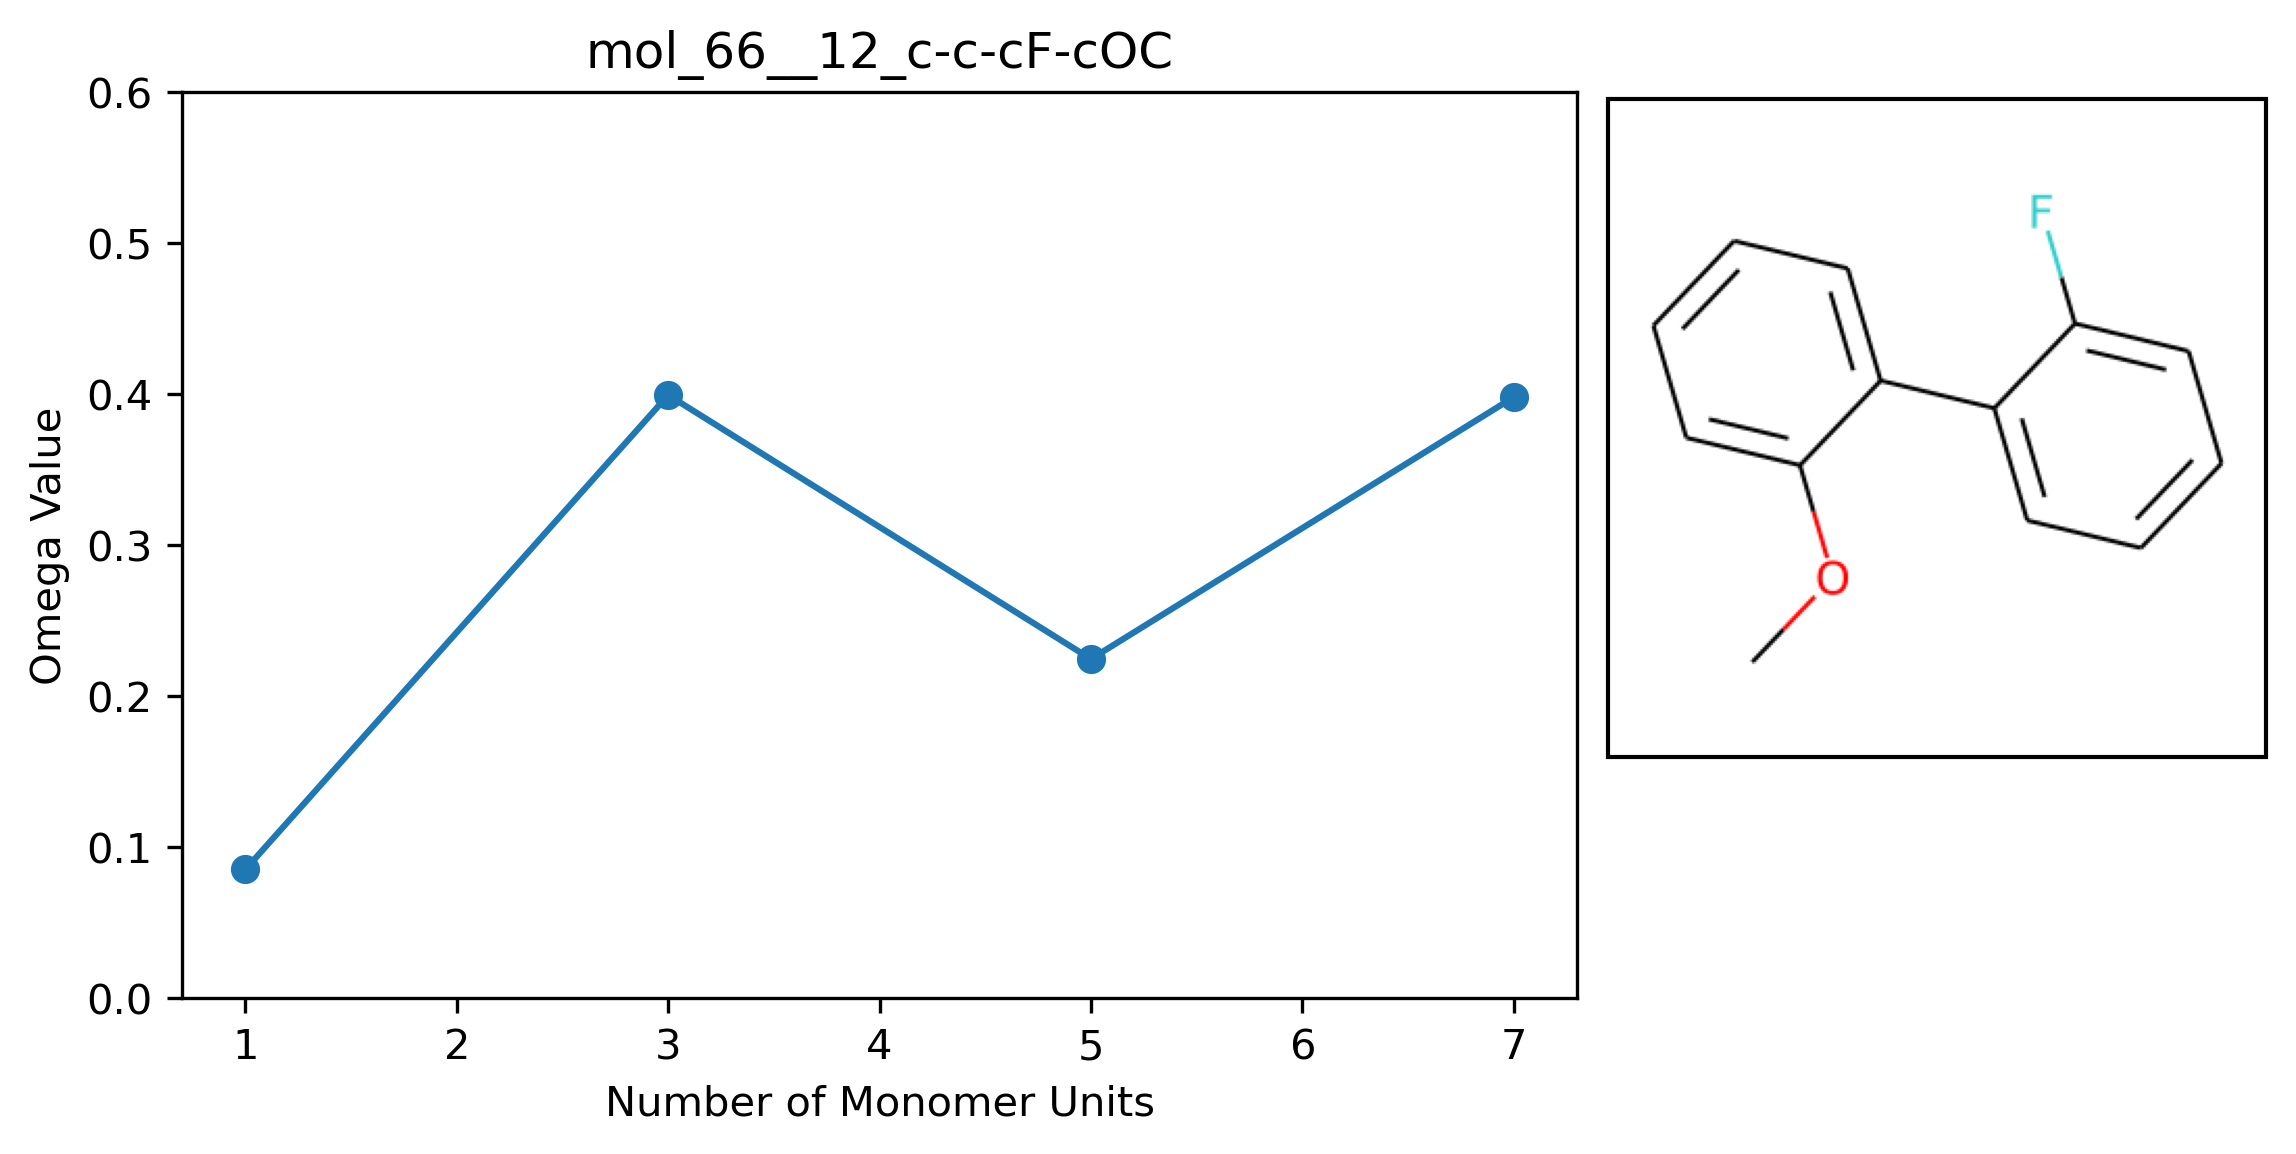 mol_66__12_c-c-cF-cOC
0.6
0.5
0.4
0.3
0.2
0.1
0.0
Omega Value
1 2 3 4 5 6 7
Number of Monomer Units
F
O